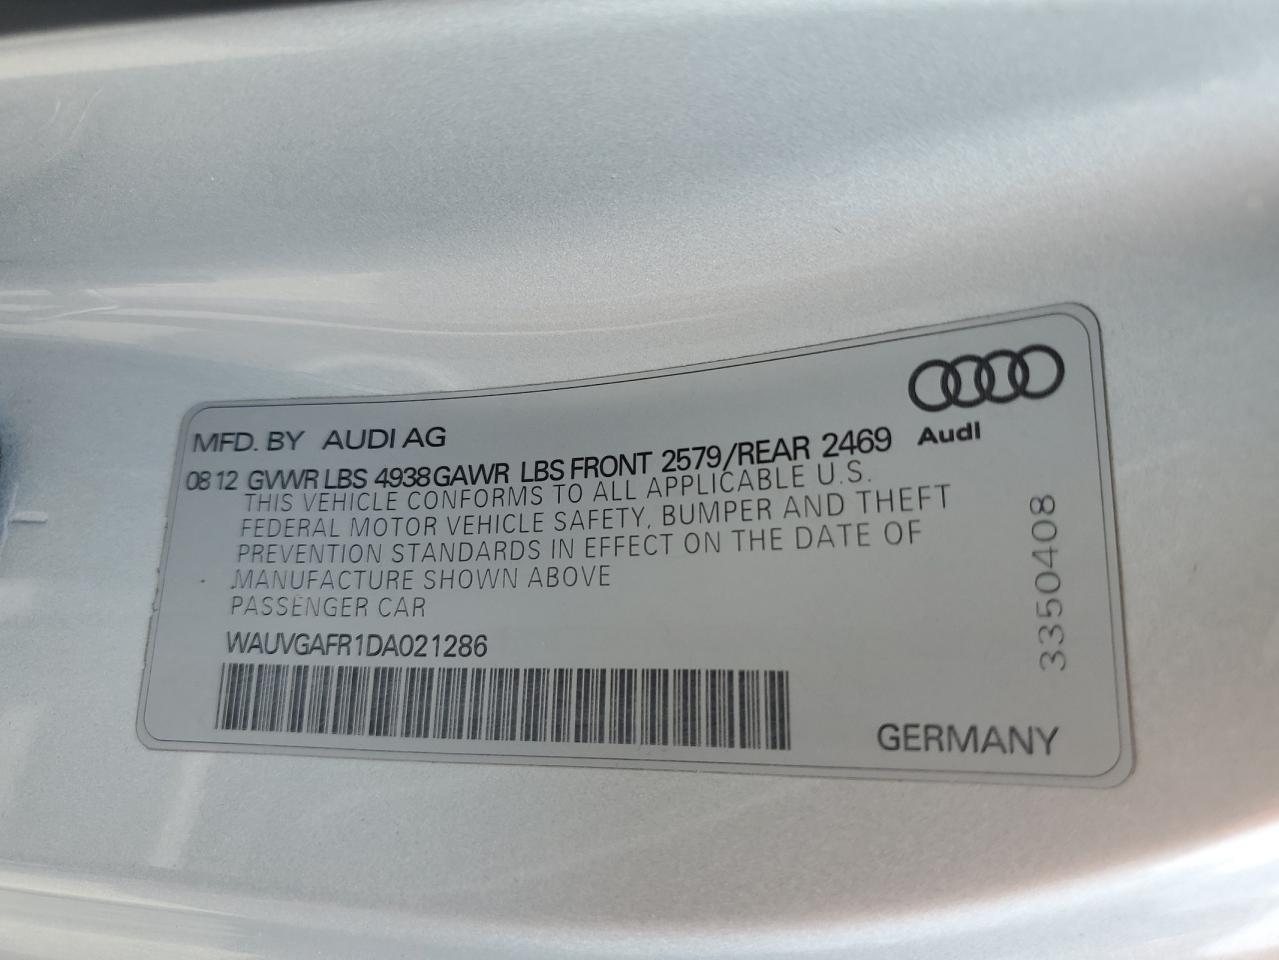 MFD. BY AUDI AG
Audi
08 12 GVWR LBS 4938 GAWR LBS FRONT 2579/REAR 2469
THIS VEHICLE CONFORMS TO ALL APPLICABLE U.S.
FEDERAL MOTOR VEHICLE SAFETY, BUMPER AND THEFT
PREVENTION STANDARDS IN EFFECT ON THE DATE OF
MANUFACTURE SHOWN ABOVE
PASSENGER CAR
WAUVGAFR1DA021286
3350408
GERMANY